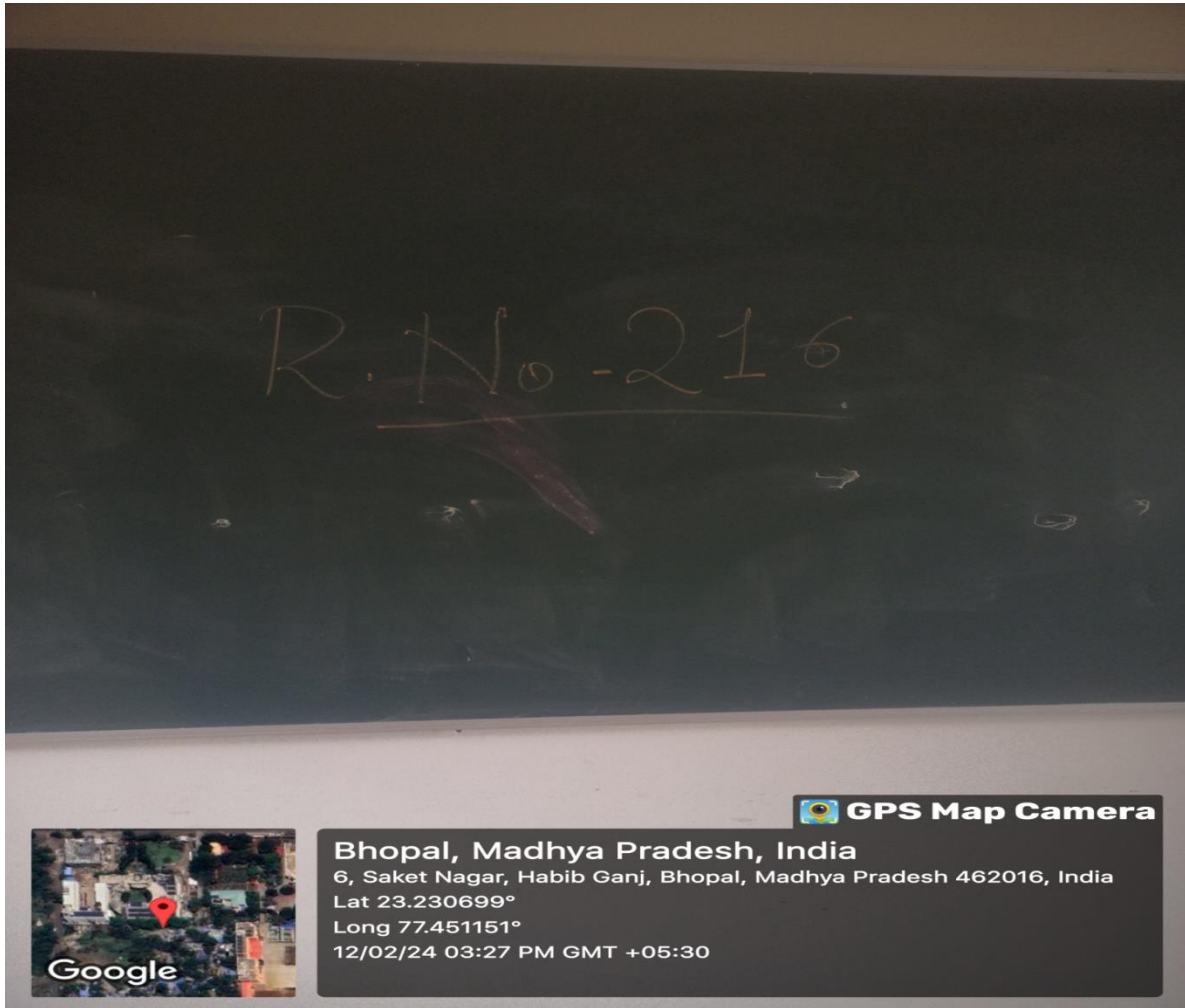 R. No - 216
GPS Map Camera
Bhopal, Madhya Pradesh, India
6, Saket Nagar, Habib Ganj, Bhopal, Madhya Pradesh 462016, India
Lat 23.230699°
Long 77.451151°
12/02/24 03:27 PM GMT +05:30
Google